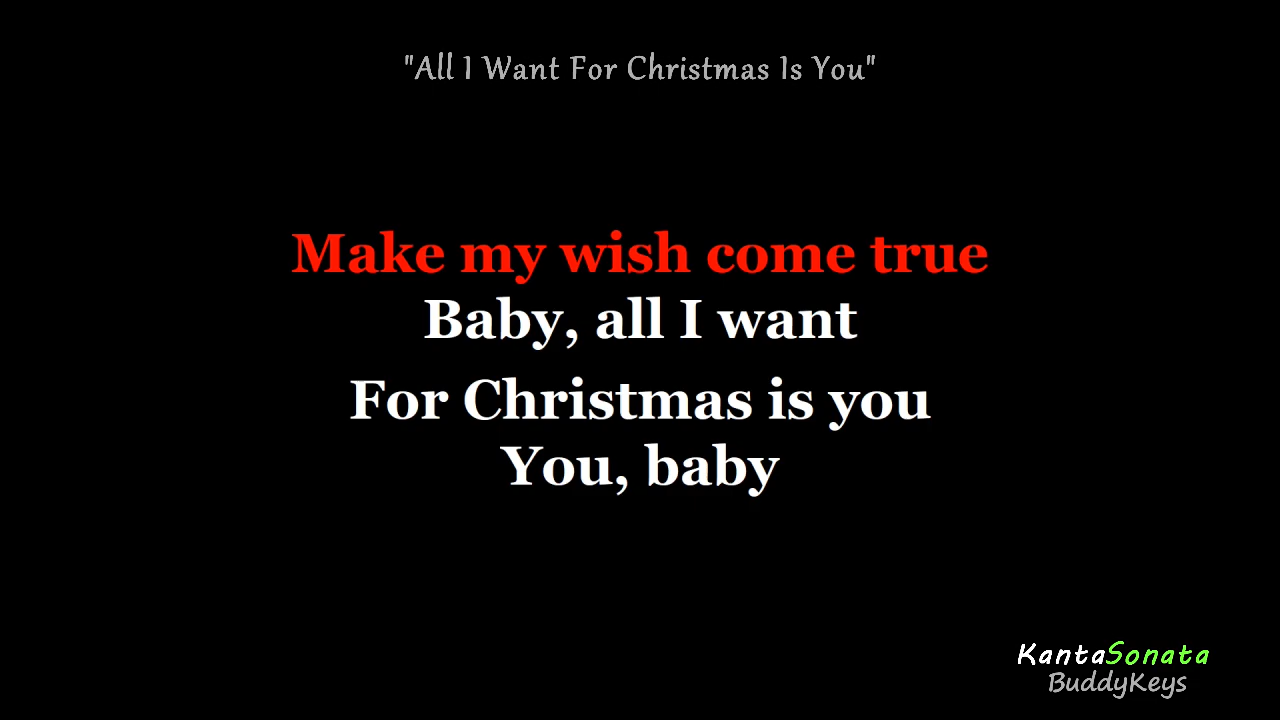 "All I Want For Christmas Is You"
Make my wish come true
Baby, all I want
For Christmas is you
You, baby
KantaSonata
BuddyKeys